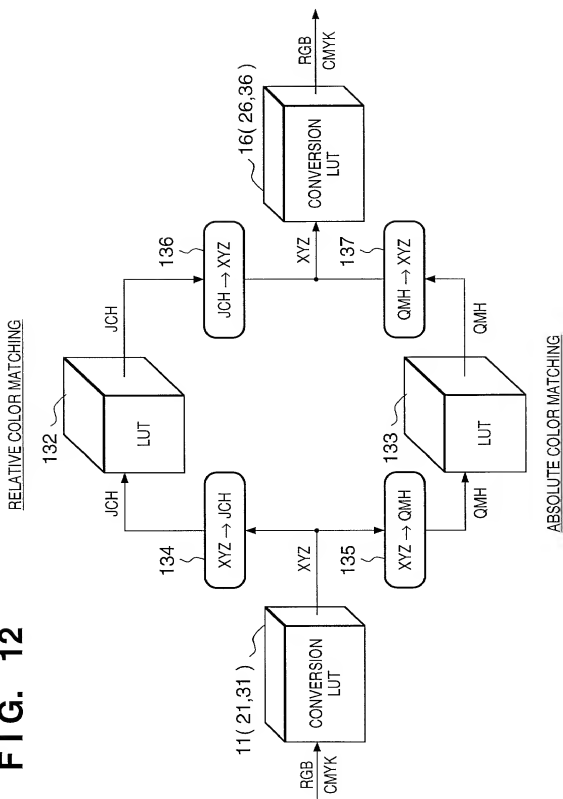 FIG. 12
RELATIVE COLOR MATCHING
132
LUT
JCH
JCH
134
XYZ → JCH
136
JCH → XYZ
11( 21,31 )
CONVERSION
LUT
RGB
CMYK
XYZ
XYZ
16( 26,36 )
CONVERSION
LUT
RGB
CMYK
135
XYZ → QMH
137
QMH → XYZ
133
LUT
QMH
QMH
ABSOLUTE COLOR MATCHING